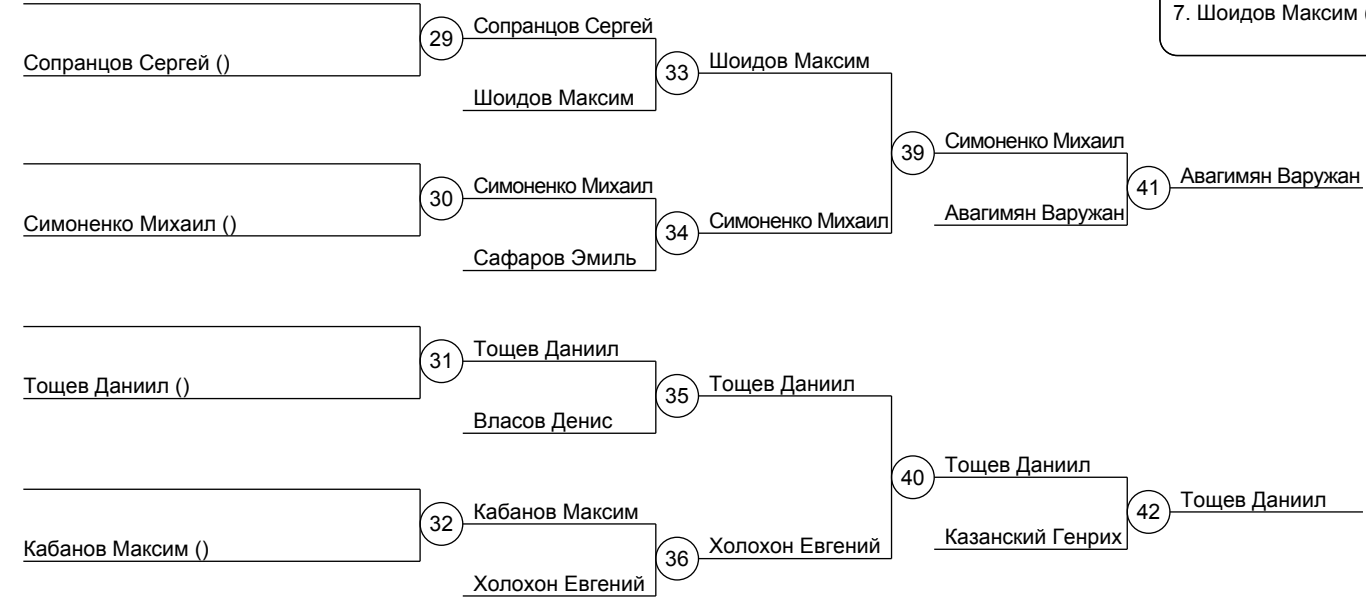 7. Шоидов Максим (
29
Сопранцов Сергей
Сопранцов Сергей ()
33
Шоидов Максим
Шоидов Максим
39
Симоненко Михаил
30
Симоненко Михаил
41
Авагимян Варужан
Симоненко Михаил ()
34
Симоненко Михаил
Авагимян Варужан
Сафаров Эмиль
31
Тощев Даниил
Тощев Даниил ()
35
Тощев Даниил
Власов Денис
40
Тощев Даниил
32
Кабанов Максим
42
Тощев Даниил
Кабанов Максим ()
36
Холохон Евгений
Казанский Генрих
Холохон Евгений